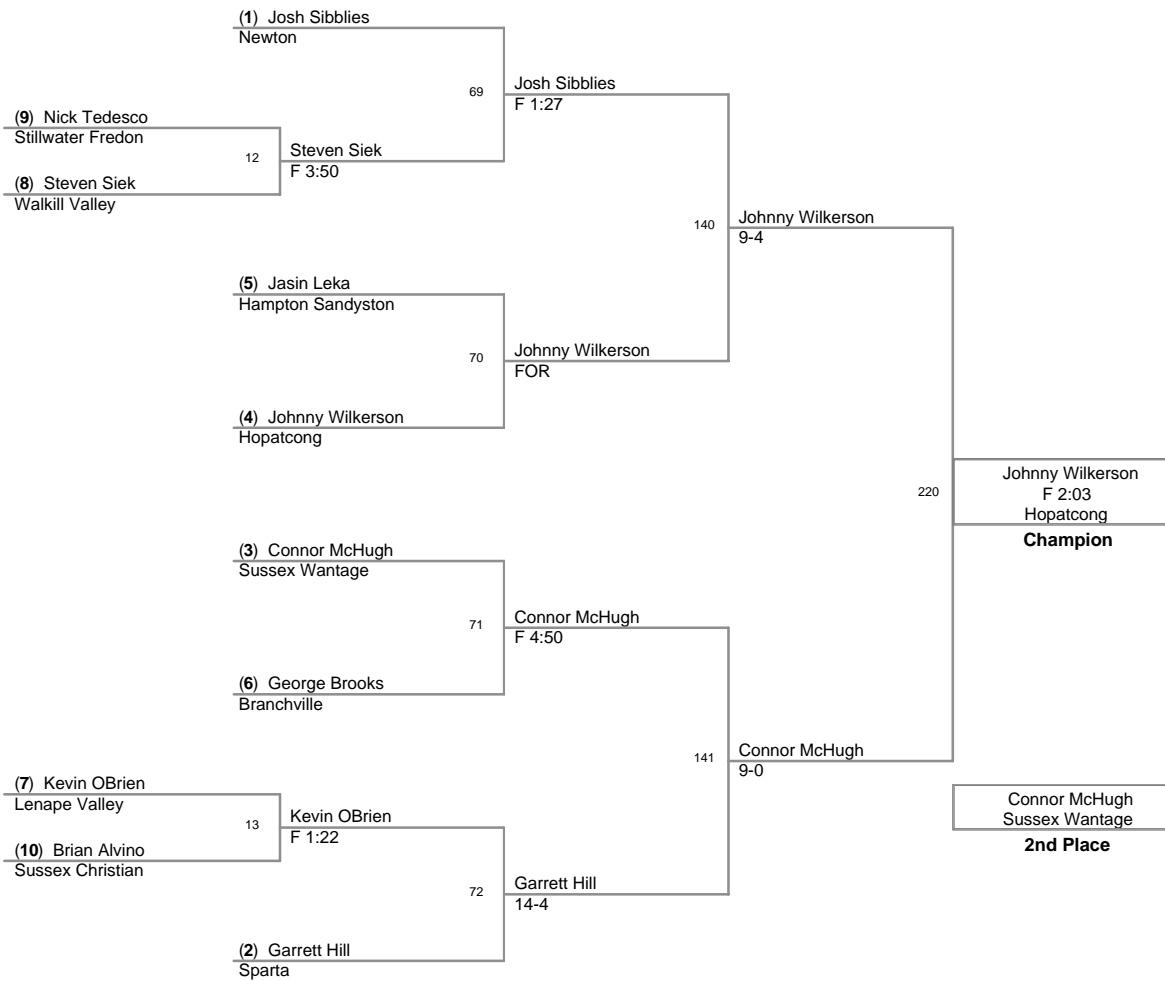 (1) Josh Sibblies
Newton
69
Josh Sibblies
F 1:27
(9) Nick Tedesco
Stillwater Fredon
12
Steven Siek
F 3:50
(8) Steven Siek
Walkill Valley
140
Johnny Wilkerson
9-4
(5) Jasin Leka
Hampton Sandyston
70
Johnny Wilkerson
FOR
(4) Johnny Wilkerson
Hopatcong
220
Johnny Wilkerson
F 2:03
Hopatcong
Champion
(3) Connor McHugh
Sussex Wantage
71
Connor McHugh
F 4:50
(6) George Brooks
Branchville
141
Connor McHugh
9-0
(7) Kevin OBrien
Lenape Valley
13
Kevin OBrien
F 1:22
(10) Brian Alvino
Sussex Christian
Connor McHugh
Sussex Wantage
2nd Place
72
Garrett Hill
14-4
(2) Garrett Hill
Sparta